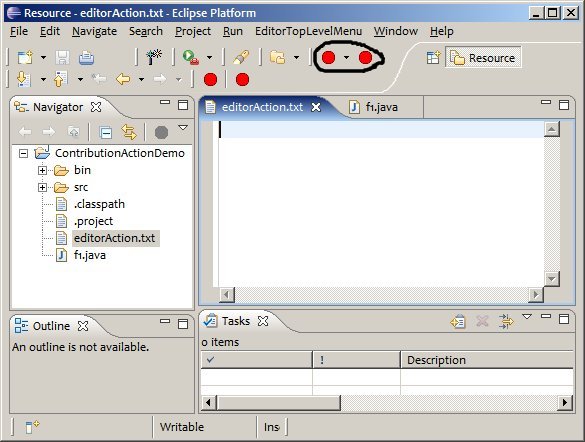 Resource - editorAction.txt - Eclipse Platform
File Edit Navigate Search Project Run EditorTopLevelMenu Window Help
Resource
Navigator
editorAction.txt
f1.java
ContributionActionDemo
bin
src
.classpath
.project
editorAction.txt
f1.java
Outline
An outline is not available.
Tasks
0 items
! Description
Writable Ins